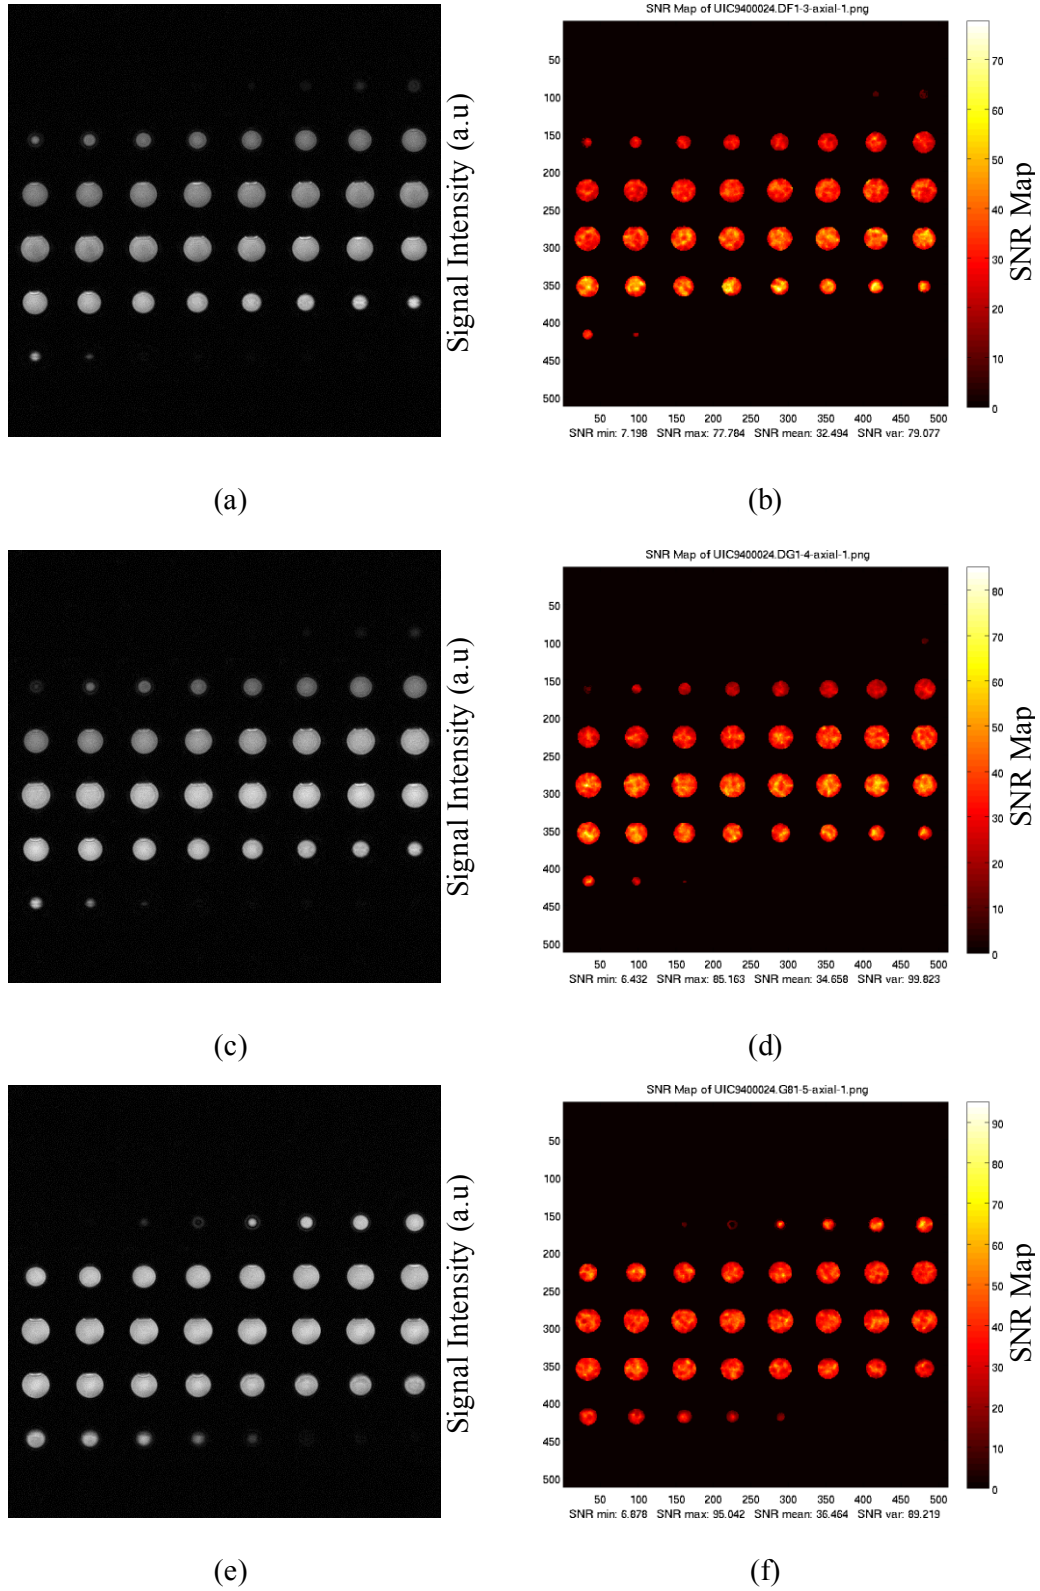 SNR Map of UIC9400024.DF1-3-axial-1.png
Signal Intensity (a.u)
50
100
150
200
250
300
350
400
450
500
50 100 150 200 250 300 350 400 450 500
SNR min: 7.198 SNR max: 77.784 SNR mean: 32.494 SNR var: 79.077
70
60
50
40
30
20
10
0
SNR Map
(a)
(b)
SNR Map of UIC9400024.DG1-4-axial-1.png
Signal Intensity (a.u)
50
100
150
200
250
300
350
400
450
500
50 100 150 200 250 300 350 400 450 500
SNR min: 6.432 SNR max: 85.163 SNR mean: 34.658 SNR var: 99.823
80
70
60
50
40
30
20
10
0
SNR Map
(c)
(d)
SNR Map of UIC9400024.G81-5-axial-1.png
Signal Intensity (a.u)
50
100
150
200
250
300
350
400
450
500
50 100 150 200 250 300 350 400 450 500
SNR min: 6.878 SNR max: 95.042 SNR mean: 36.464 SNR var: 89.219
90
80
70
60
50
40
30
20
10
0
SNR Map
(e)
(f)